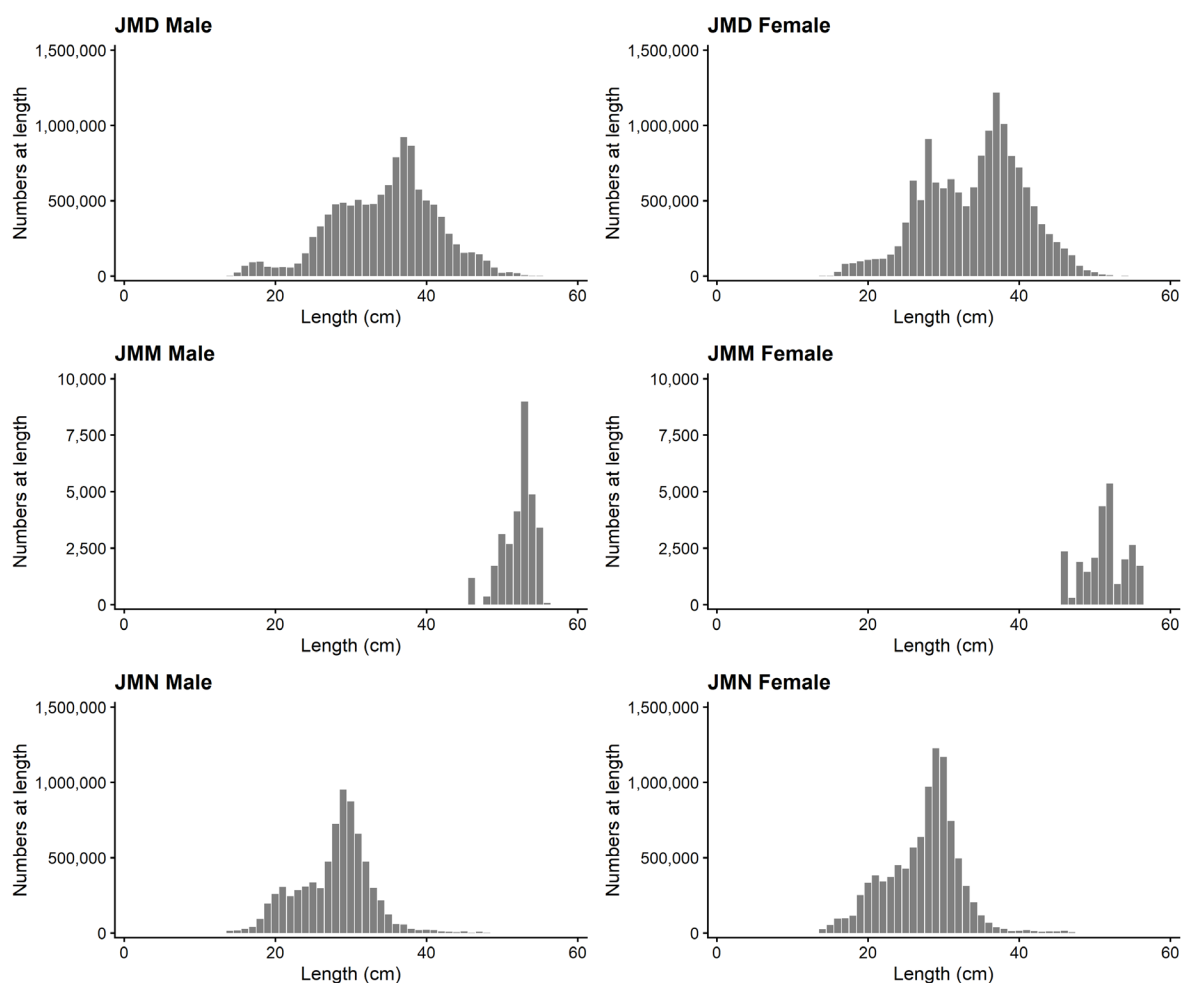 JMD Male
1,500,000
1,000,000
500,000
0
Numbers at length
0 20 40 60
Length (cm)
JMD Female
1,500,000
1,000,000
500,000
0
Numbers at length
0 20 40 60
Length (cm)
JMM Male
10,000
7,500
5,000
2,500
0
Numbers at length
0 20 40 60
Length (cm)
JMM Female
10,000
7,500
5,000
2,500
0
Numbers at length
0 20 40 60
Length (cm)
JMN Male
1,500,000
1,000,000
500,000
0
Numbers at length
0 20 40 60
Length (cm)
JMN Female
1,500,000
1,000,000
500,000
0
Numbers at length
0 20 40 60
Length (cm)